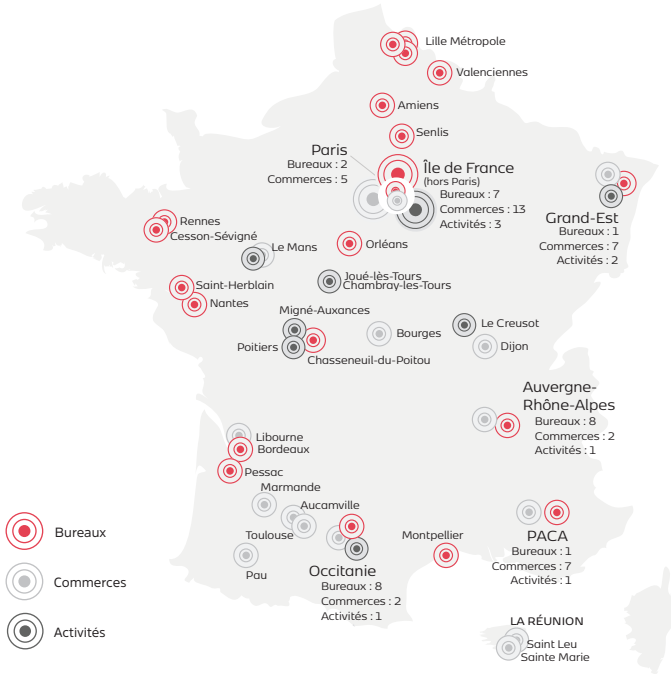 Lille Métropole
Valenciennes
Amiens
Senlis
Paris
Bureaux : 2
Commerces : 5
Île de France
(hors Paris)
Bureaux : 7
Commerces : 13
Activités : 3
Grand-Est
Bureaux : 1
Commerces : 7
Activités : 2
Rennes
Cesson-Sévigné
Le Mans
Orléans
Saint-Herblain
Nantes
Joué-lès-Tours
Chambray-les-Tours
Migné-Auxances
Poitiers
Chasseneuil-du-Poitou
Bourges
Le Creusot
Dijon
Auvergne-
Rhône-Alpes
Bureaux : 8
Commerces : 2
Activités : 1
Libourne
Bordeaux
Pessac
Marmande
Aucamville
Toulouse
Pau
Occitanie
Bureaux : 8
Commerces : 2
Activités : 1
Montpellier
PACA
Bureaux : 1
Commerces : 7
Activités : 1
LA RÉUNION
Saint Leu
Sainte Marie
Bureaux
Commerces
Activités